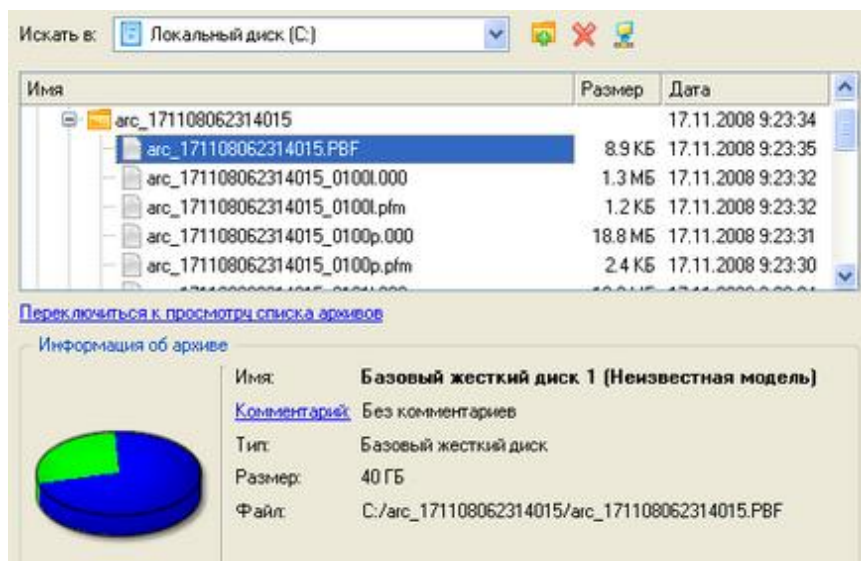 Искать в: Локальный диск (C:)
Имя Размер Дата
arc_171108062314015 17.11.2008 9:23:34
arc_171108062314015.PBF 8.9 КБ 17.11.2008 9:23:35
arc_171108062314015_0100l.000 1.3 МБ 17.11.2008 9:23:32
arc_171108062314015_0100l.pfm 1.2 КБ 17.11.2008 9:23:32
arc_171108062314015_0100p.000 18.8 МБ 17.11.2008 9:23:31
arc_171108062314015_0100p.pfm 2.4 КБ 17.11.2008 9:23:30
Переключиться к просмотру списка архивов
Информация об архиве
Имя: Базовый жесткий диск 1 (Неизвестная модель)
Комментарий: Без комментариев
Тип: Базовый жесткий диск
Размер: 40 ГБ
Файл: C:/arc_171108062314015/arc_171108062314015.PBF